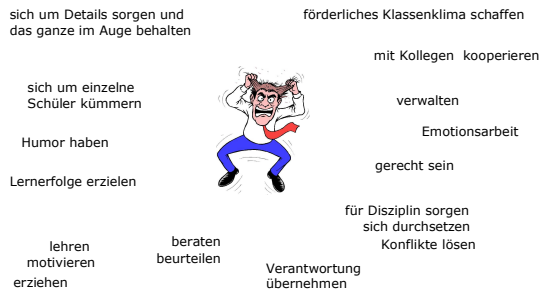 sich um Details sorgen und
das ganze im Auge behalten
förderliches Klassenklima schaffen
mit Kollegen kooperieren
sich um einzelne
Schüler kümmern
verwalten
Emotionsarbeit
Humor haben
gerecht sein
Lernerfolge erzielen
für Disziplin sorgen
sich durchsetzen
Konflikte lösen
lehren
motivieren
erziehen
beraten
beurteilen
Verantwortung
übernehmen